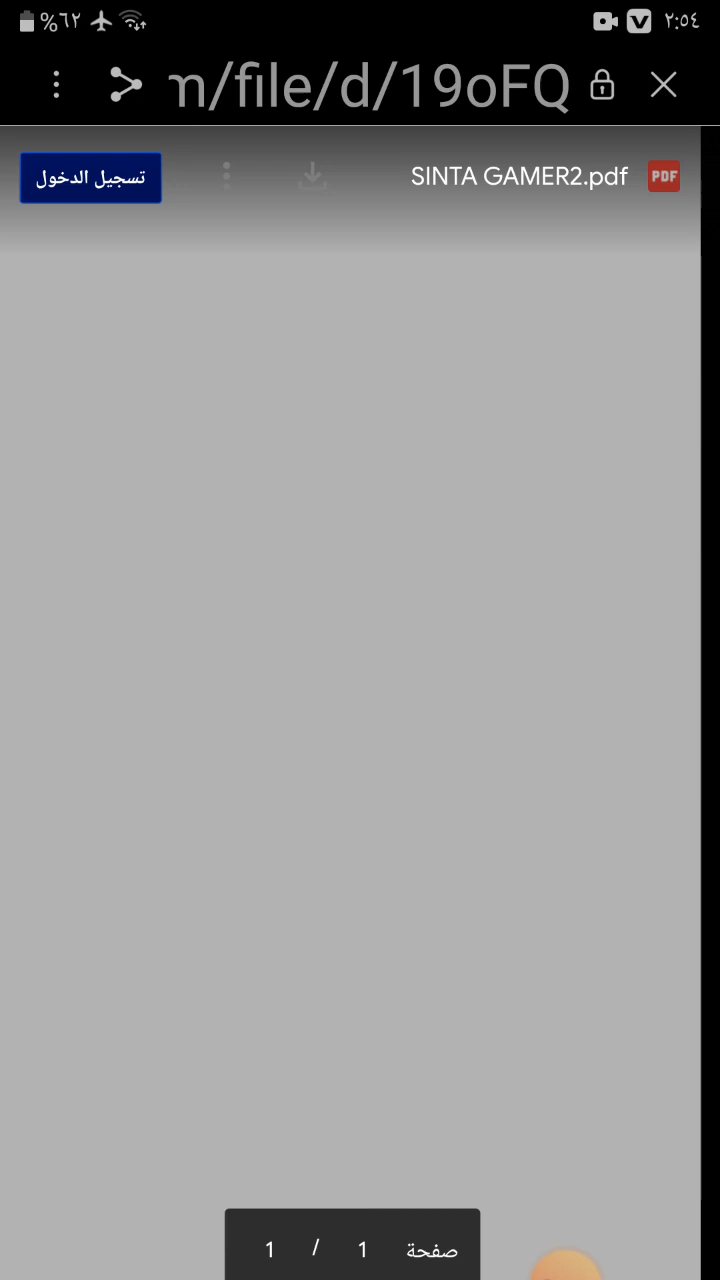 %٦٢ ٢:٥٤
m/file/d/19oFQ
تسجيل الدخول
SINTA GAMER2.pdf
PDF
صفحة 1 / 1